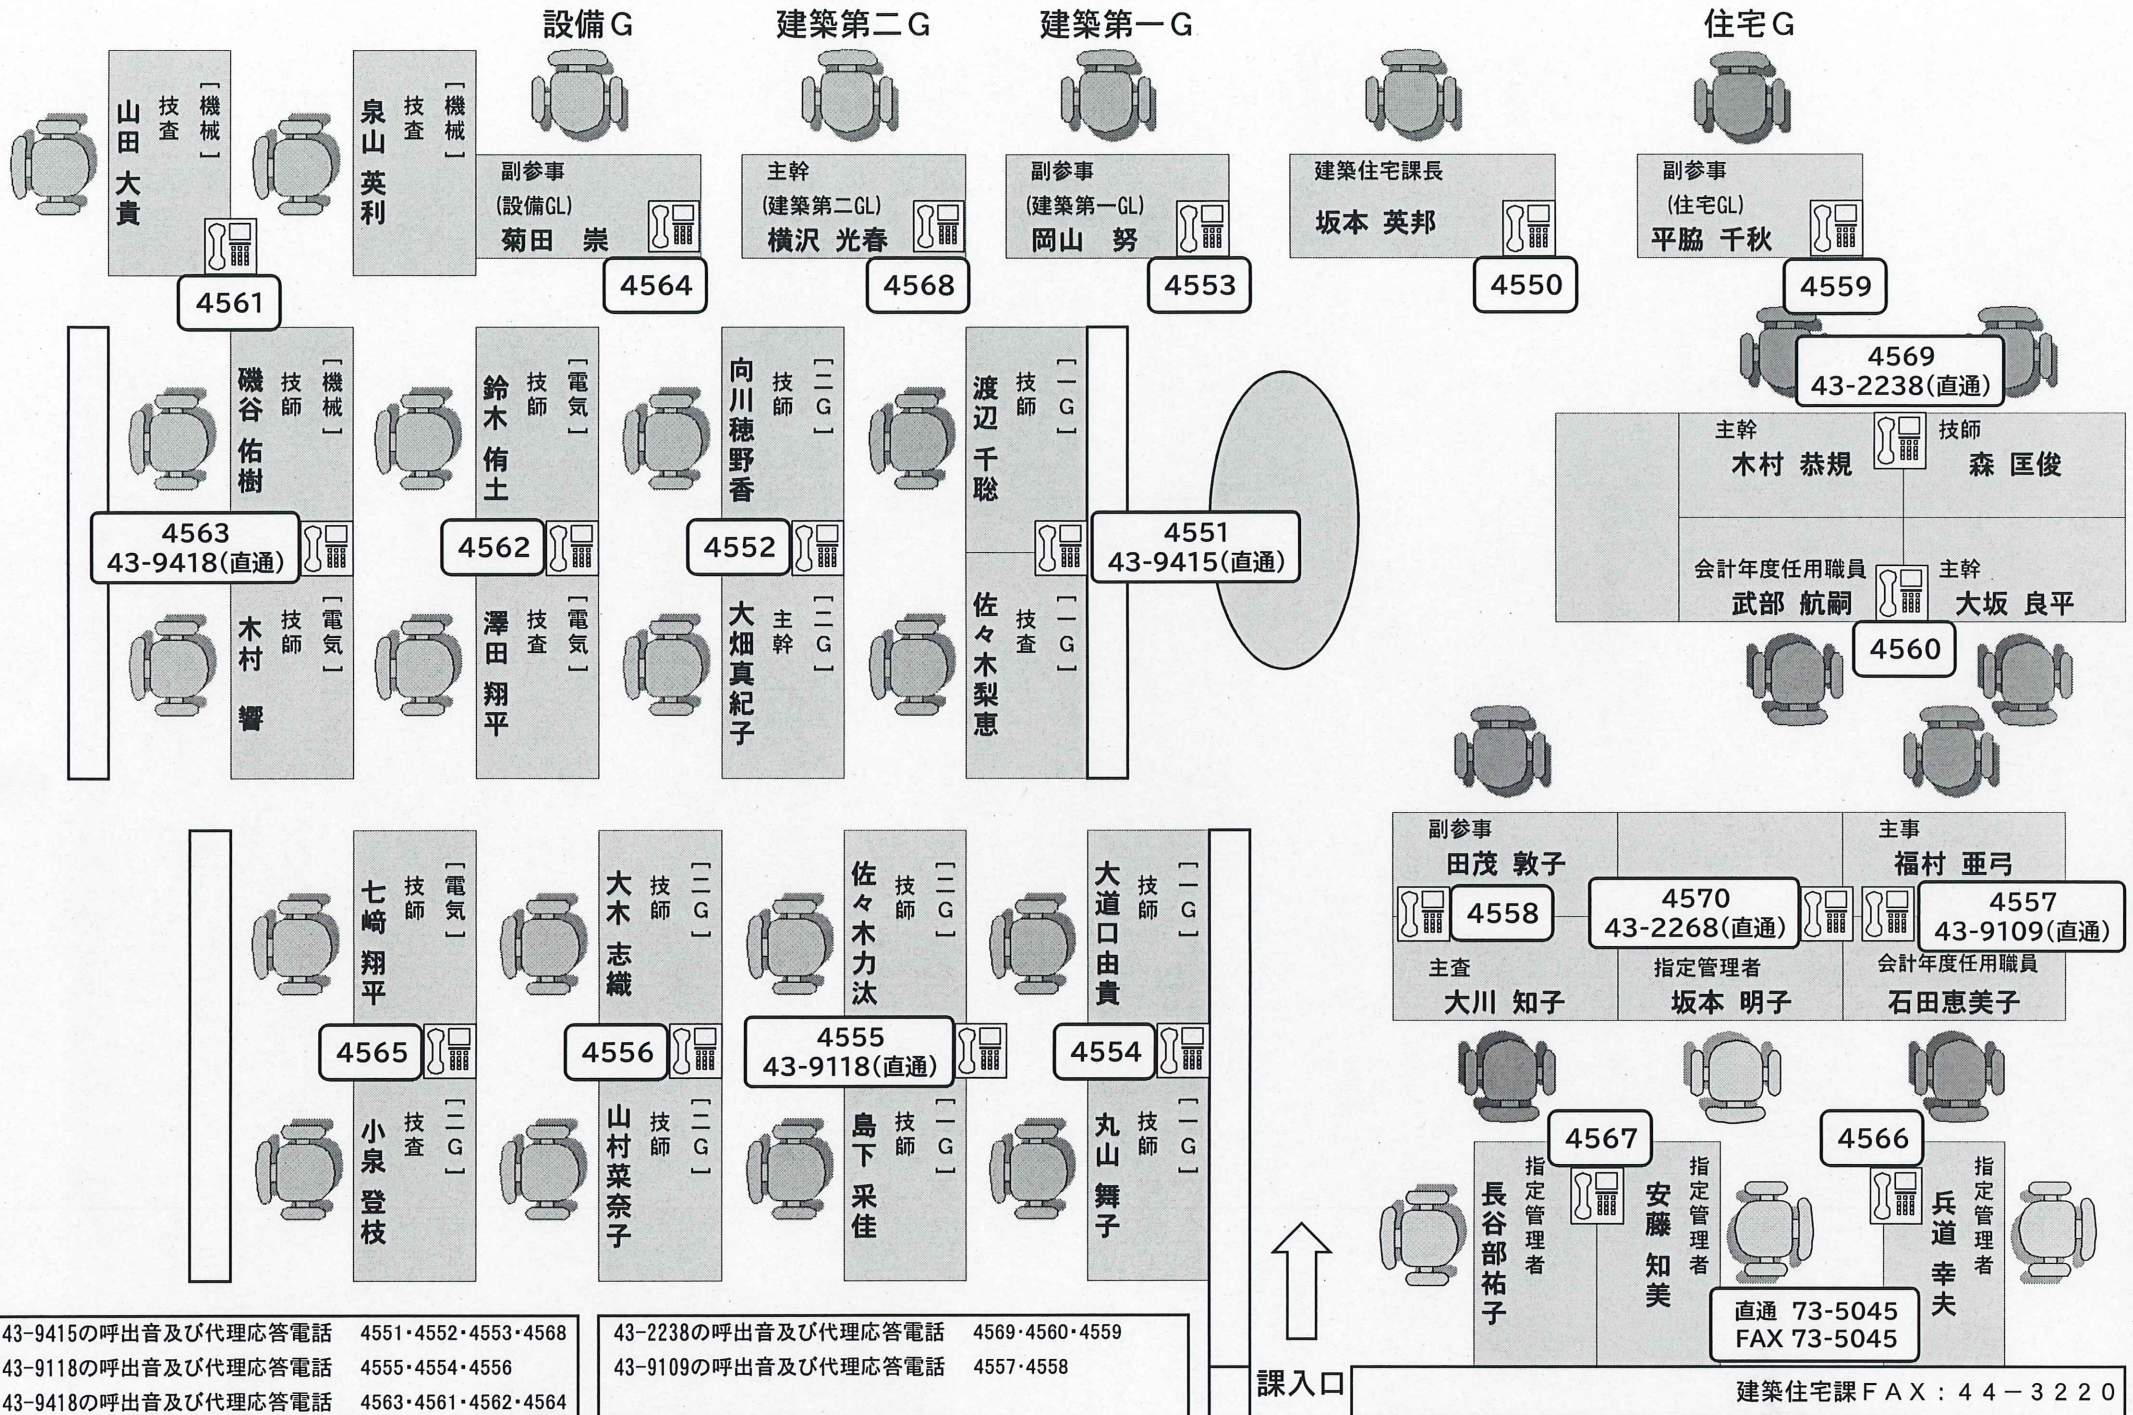 設備G
建築第二G
建築第一G
住宅G
[機械]
技査
山田 大貴
4561
[機械]
技査
泉山 英利
副参事
(設備GL)
菊田 崇
4564
主幹
(建築第二GL)
横沢 光春
4568
副参事
(建築第一GL)
岡山 努
4553
建築住宅課長
坂本 英邦
4550
副参事
(住宅GL)
平脇 千秋
4559
[機械]
技師
磯谷 佑樹
4563
43-9418(直通)
[電気]
技師
木村 響
[電気]
技師
鈴木 侑士
4562
[電気]
技査
澤田 翔平
[二G]
技師
向川穂野香
4552
[二G]
主幹
大畑真紀子
[一G]
技師
渡辺 千聡
4551
43-9415(直通)
[一G]
技査
佐々木梨恵
4569
43-2238(直通)
主幹
木村 恭規
技師
森 匡俊
会計年度任用職員
武部 航嗣
主幹
大坂 良平
4560
[電気]
技師
七﨑 翔平
4565
[二G]
技査
小泉 登枝
[二G]
技師
大木 志織
4556
[二G]
技師
山村菜奈子
[二G]
技師
佐々木力汰
4555
43-9118(直通)
[一G]
技師
島下 采佳
[一G]
技師
大道口由貴
4554
[一G]
技師
丸山 舞子
副参事
田茂 敦子
4558
主査
大川 知子
4570
43-2268(直通)
指定管理者
坂本 明子
主事
福村 亜弓
4557
43-9109(直通)
会計年度任用職員
石田恵美子
4567
指定管理者
長谷部祐子
指定管理者
安藤 知美
4566
指定管理者
兵道 幸夫
直通 73-5045
FAX 73-5045
43-9415の呼出音及び代理応答電話 4551・4552・4553・4568
43-9118の呼出音及び代理応答電話 4555・4554・4556
43-9418の呼出音及び代理応答電話 4563・4561・4562・4564
43-2238の呼出音及び代理応答電話 4569・4560・4559
43-9109の呼出音及び代理応答電話 4557・4558
課入口
建築住宅課ＦＡＸ：４４－３２２０